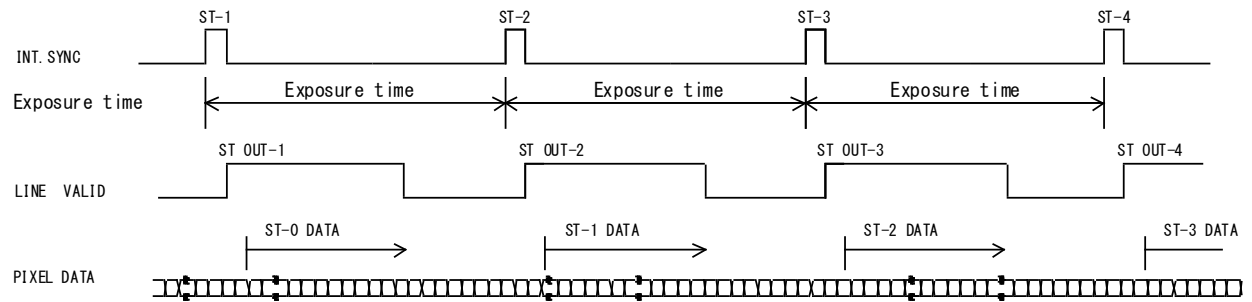 ST-1 ST-2 ST-3 ST-4
INT. SYNC
Exposure time Exposure time Exposure time Exposure time
ST OUT-1 ST OUT-2 ST OUT-3 ST OUT-4
LINE VALID
ST-0 DATA ST-1 DATA ST-2 DATA ST-3 DATA
PIXEL DATA